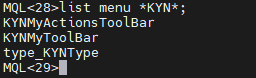 MQL<28>list menu *KYN*;
KYNMyActionsToolBar
KYNMyToolBar
type_KYNType
MQL<29>